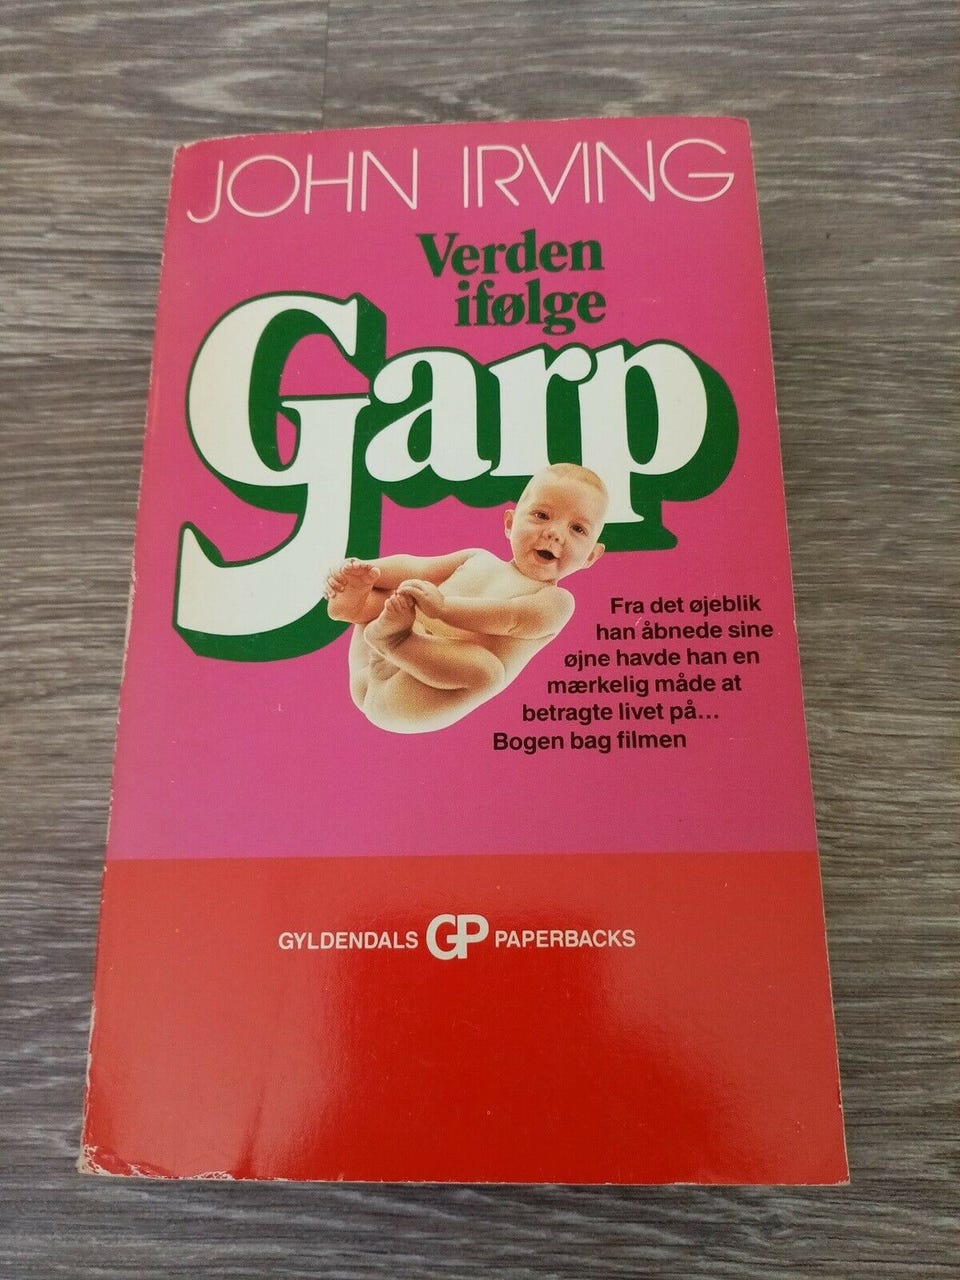 JOHN IRVING
Verden
ifølge
Garp
Fra det øjeblik
han åbnede sine
øjne havde han en
mærkelig måde at
betragte livet på...
Bogen bag filmen
GYLDENDALS GP PAPERBACKS